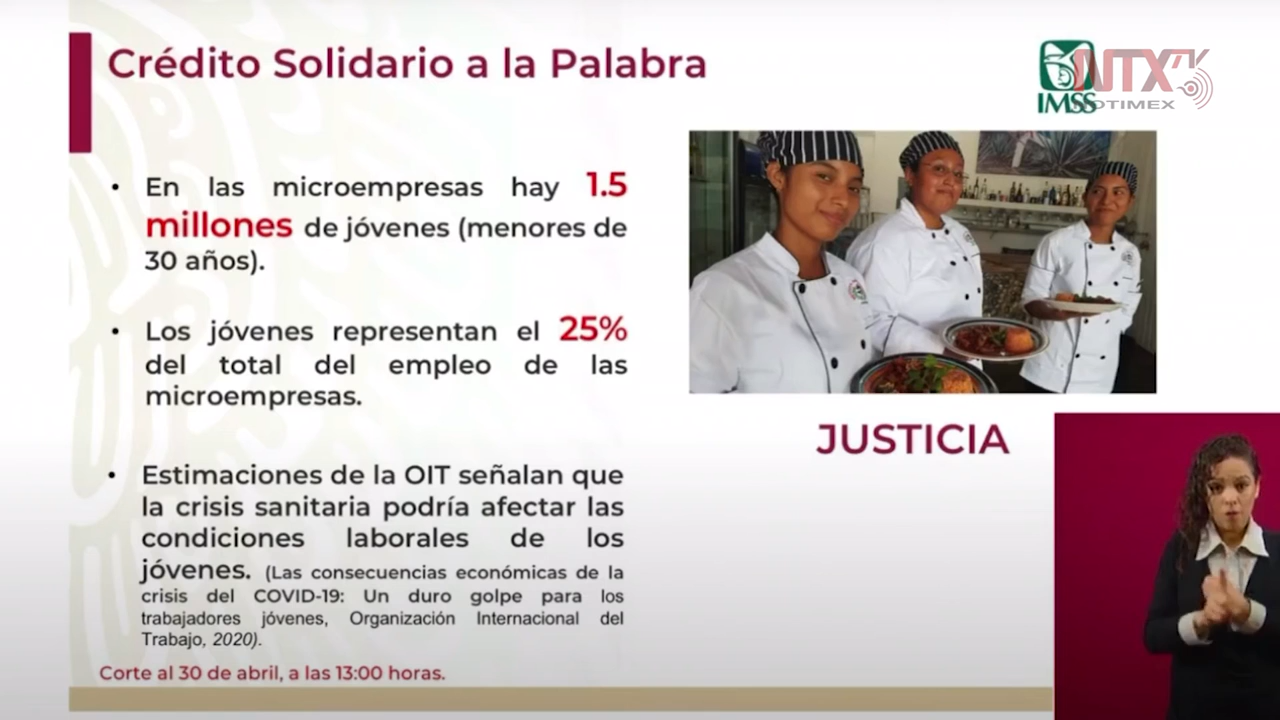 Crédito Solidario a la Palabra
IMSS
NTX
NOTIMEX
• En las microempresas hay 1.5
millones de jóvenes (menores de
30 años).
• Los jóvenes representan el 25%
del total del empleo de las
microempresas.
• Estimaciones de la OIT señalan que
la crisis sanitaria podría afectar las
condiciones laborales de los
jóvenes. (Las consecuencias económicas de la
crisis del COVID-19: Un duro golpe para los
trabajadores jóvenes, Organización Internacional del
Trabajo, 2020).
Corte al 30 de abril, a las 13:00 horas.
JUSTICIA